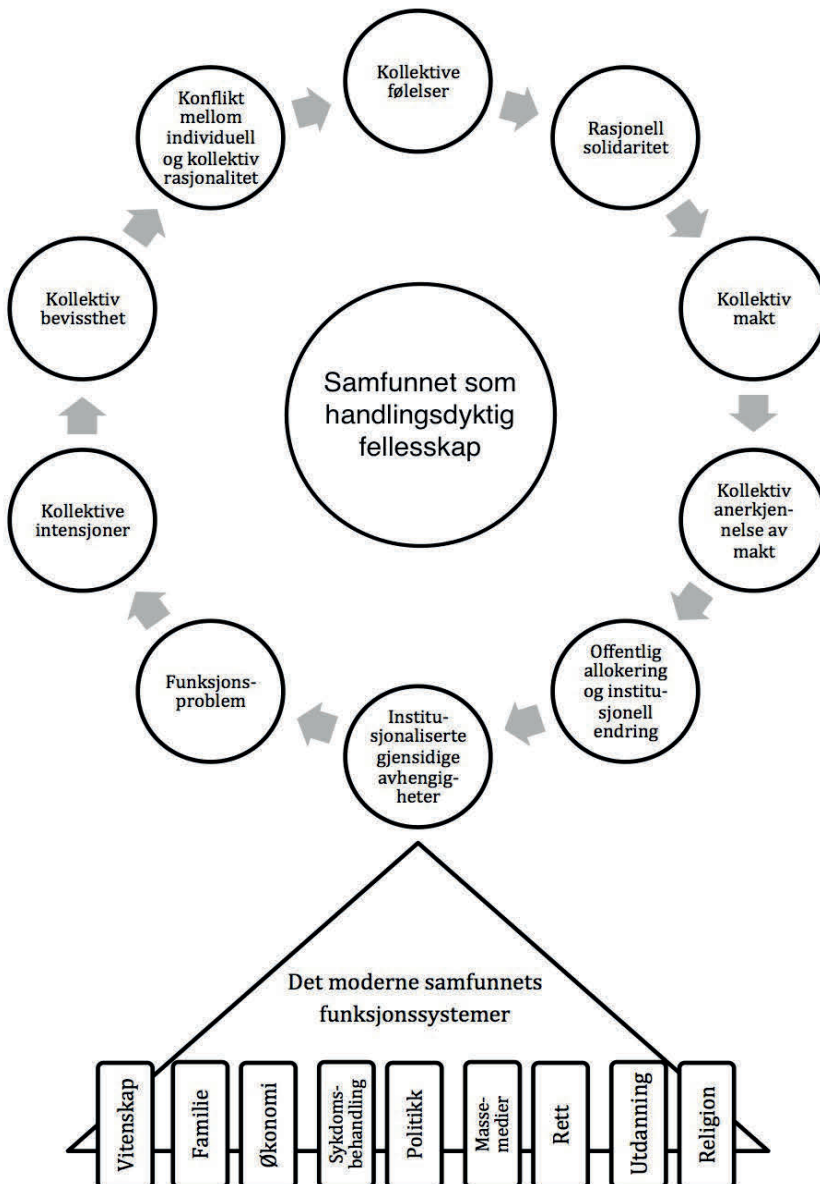 Kollektive
følelser
Rasjonell
solidaritet
Kollektiv
makt
Kollektiv
anerkjen-
nelse av
makt
Offentlig
allokering
og institu-
sjonell
endring
Institu-
sjonaliserte
gjensidige
avhengig-
heter
Funksjons-
problem
Kollektive
intensjoner
Kollektiv
bevissthet
Konflikt
mellom
individuell
og kollektiv
rasjonalitet
Samfunnet som
handlingsdyktig
fellesskap
Det moderne samfunnets
funksjonssystemer
Vitenskap
Familie
Økonomi
Sykdoms-
behandling
Politikk
Masse-
medier
Rett
Utdanning
Religion